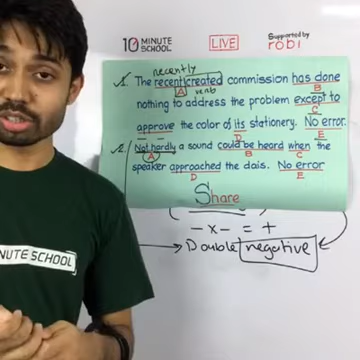 10 MINUTE SCHOOL
LIVE
Supported by robi
recently
1. The recent created commission has done
A verb B
nothing to address the problem except to
C
approve the color of its stationery. No error.
D E
2. Not hardly a sound could be heard when the
A B C
speaker approached the dais. No error
D E
Share
- x - = +
→ Double negative
NUTE SCHOOL